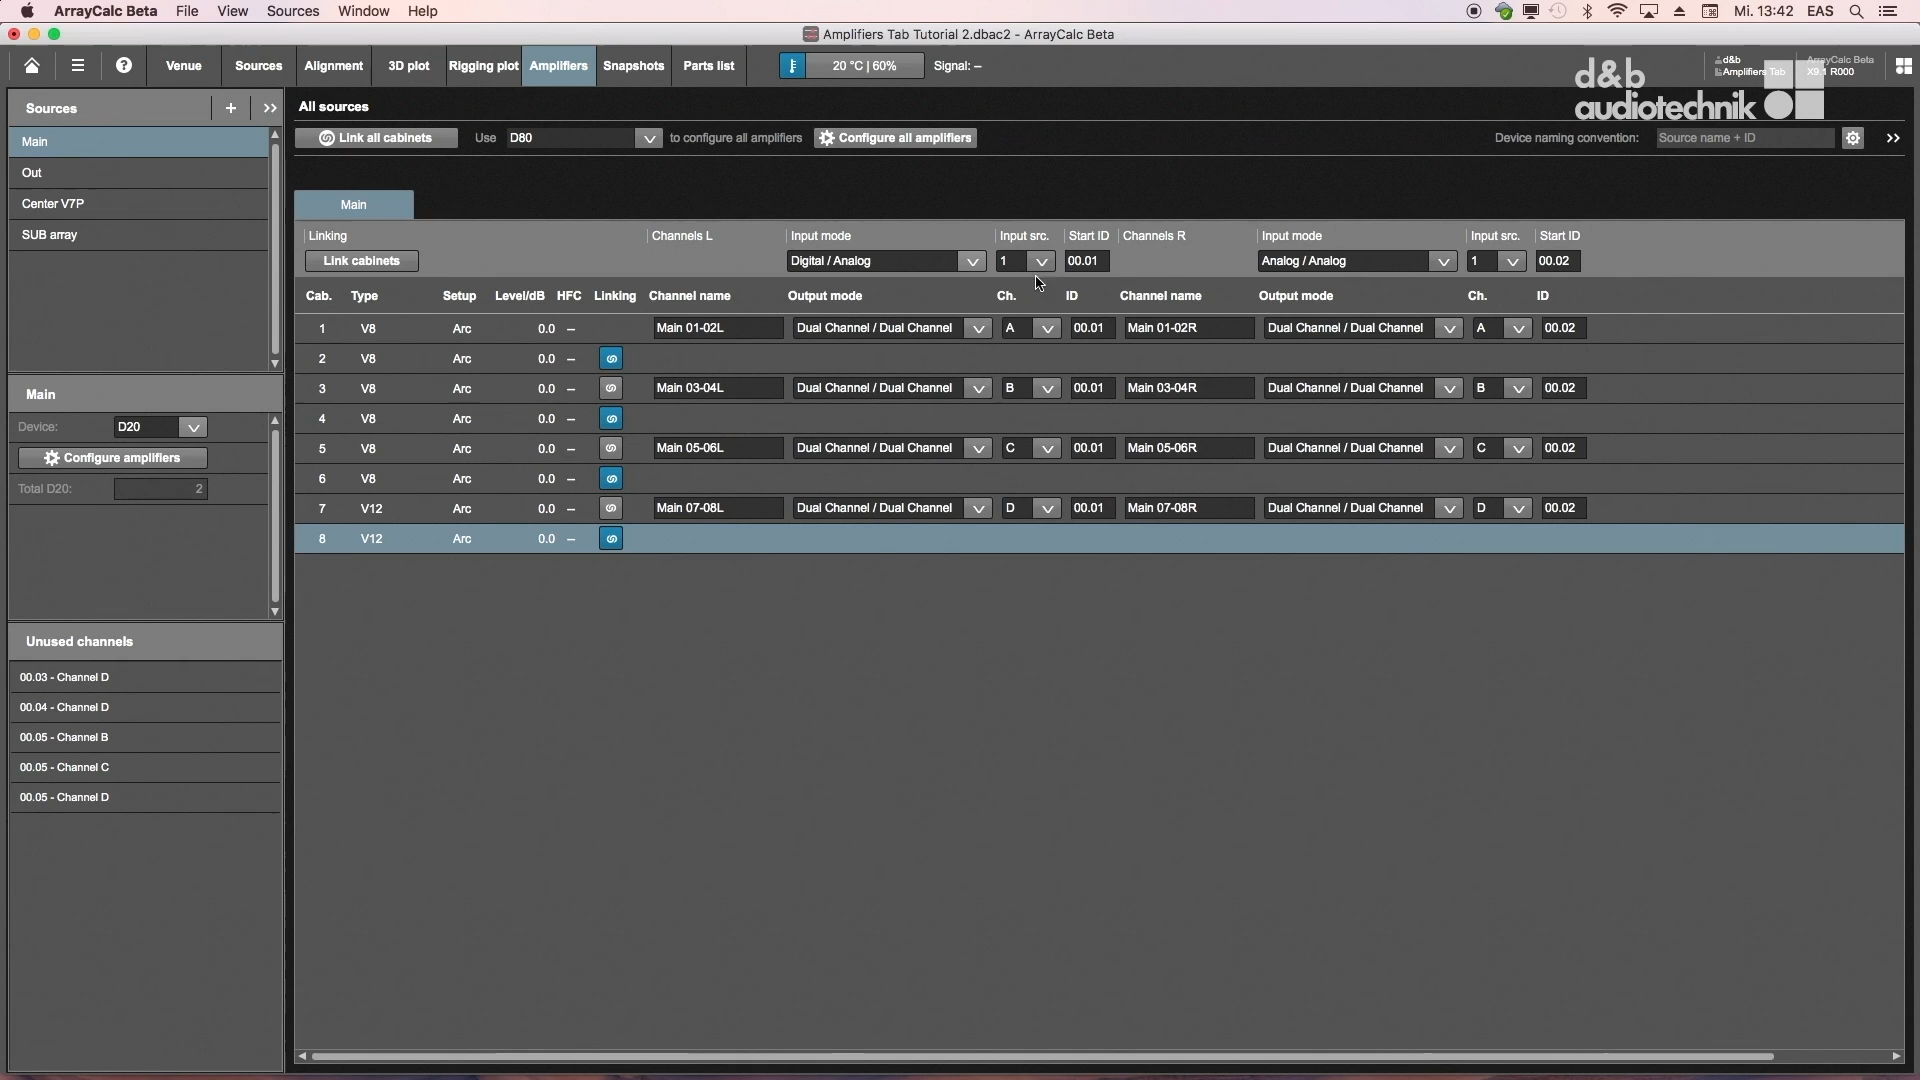 ArrayCalc Beta File View Sources Window Help Mi. 13:42 EAS
Amplifiers Tab Tutorial 2.dbac2 - ArrayCalc Beta
Venue Sources Alignment 3D plot Rigging plot Amplifiers Snapshots Parts list 20 °C | 60% Signal: –
d&b ArrayCalc Beta
Amplifiers Tab X9.1 R000
d&b
audiotechnik
Sources + >>
Main
Out
Center V7P
SUB array
All sources
Link all cabinets Use D80 to configure all amplifiers Configure all amplifiers Device naming convention: Source name + ID >>
Main
Linking Channels L Input mode Input src. Start ID Channels R Input mode Input src. Start ID
Link cabinets Digital / Analog 1 00.01 Analog / Analog 1 00.02
Cab. Type Setup Level/dB HFC Linking Channel name Output mode Ch. ID Channel name Output mode Ch. ID
1 V8 Arc 0.0 – Main 01-02L Dual Channel / Dual Channel A 00.01 Main 01-02R Dual Channel / Dual Channel A 00.02
2 V8 Arc 0.0 –
3 V8 Arc 0.0 – Main 03-04L Dual Channel / Dual Channel B 00.01 Main 03-04R Dual Channel / Dual Channel B 00.02
4 V8 Arc 0.0 –
5 V8 Arc 0.0 – Main 05-06L Dual Channel / Dual Channel C 00.01 Main 05-06R Dual Channel / Dual Channel C 00.02
6 V8 Arc 0.0 –
7 V12 Arc 0.0 – Main 07-08L Dual Channel / Dual Channel D 00.01 Main 07-08R Dual Channel / Dual Channel D 00.02
8 V12 Arc 0.0 –
Main
Device: D20
Configure amplifiers
Total D20: 2
Unused channels
00.03 - Channel D
00.04 - Channel D
00.05 - Channel B
00.05 - Channel C
00.05 - Channel D